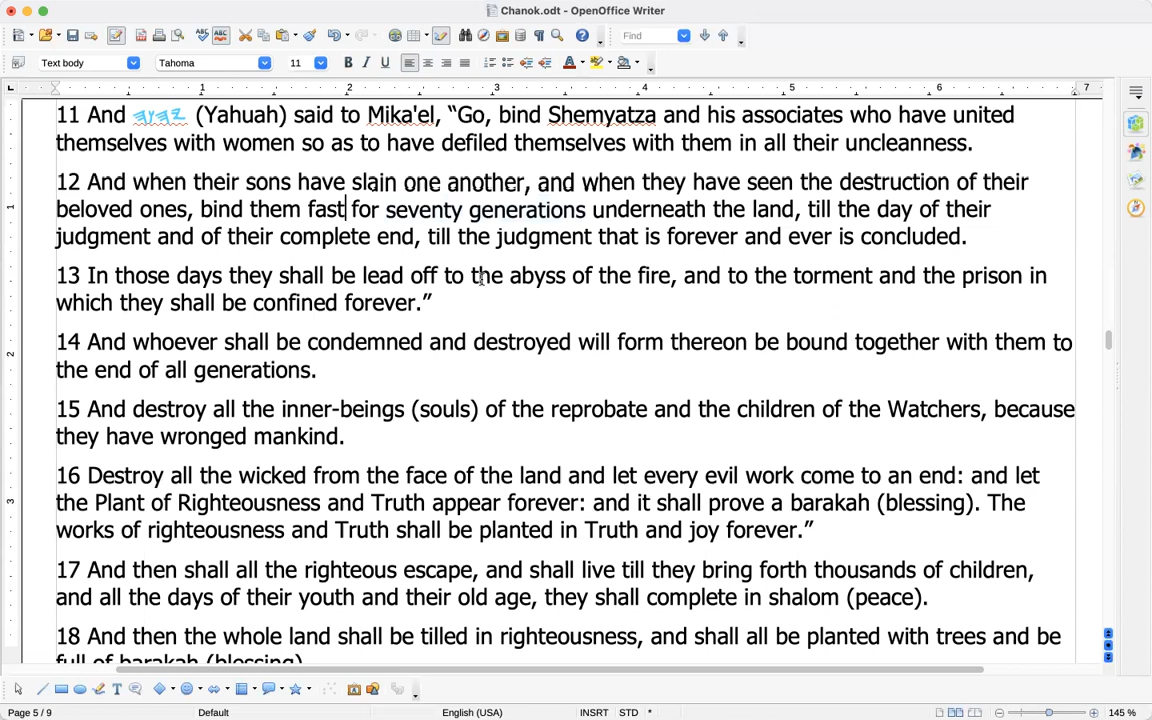 Chanok.odt - OpenOffice Writer
Find
Text body
Tahoma
11
1 2 3 4 5 6 7
11 And 𐤉𐤄𐤅𐤄 (Yahuah) said to Mika'el, “Go, bind Shemyatza and his associates who have united
themselves with women so as to have defiled themselves with them in all their uncleanness.
12 And when their sons have slain one another, and when they have seen the destruction of their
beloved ones, bind them fast for seventy generations underneath the land, till the day of their
judgment and of their complete end, till the judgment that is forever and ever is concluded.
13 In those days they shall be lead off to the abyss of the fire, and to the torment and the prison in
which they shall be confined forever.”
14 And whoever shall be condemned and destroyed will form thereon be bound together with them to
the end of all generations.
15 And destroy all the inner-beings (souls) of the reprobate and the children of the Watchers, because
they have wronged mankind.
16 Destroy all the wicked from the face of the land and let every evil work come to an end: and let
the Plant of Righteousness and Truth appear forever: and it shall prove a barakah (blessing). The
works of righteousness and Truth shall be planted in Truth and joy forever.”
17 And then shall all the righteous escape, and shall live till they bring forth thousands of children,
and all the days of their youth and their old age, they shall complete in shalom (peace).
18 And then the whole land shall be tilled in righteousness, and shall all be planted with trees and be
full of barakah (blessing)
Page 5 / 9
Default
English (USA)
INSRT
STD
*
145 %